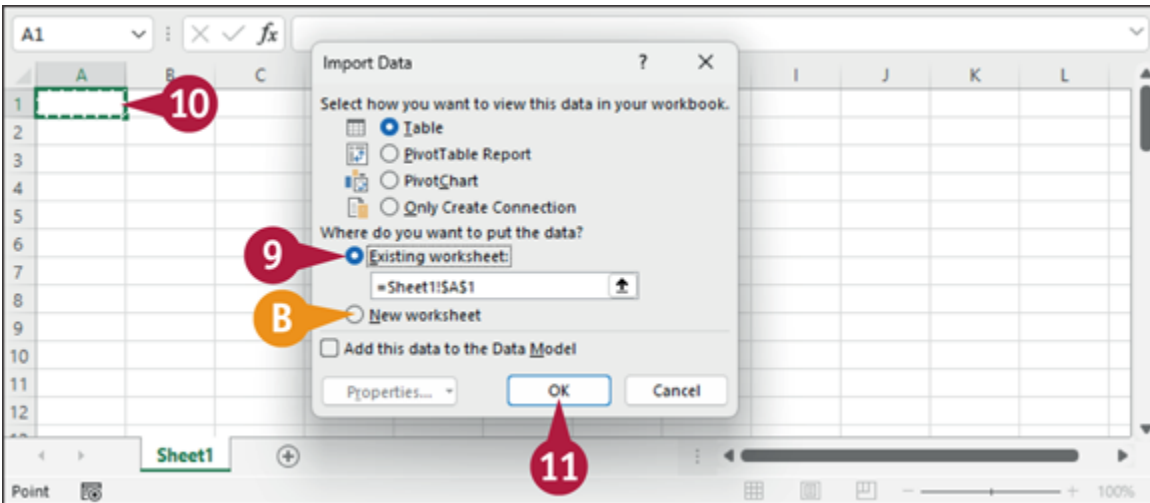 A1 fx
Import Data ? ×
A B C I J K L
1 10
Select how you want to view this data in your workbook.
Table
2
PivotTable Report
3
PivotChart
4
Only Create Connection
5
Where do you want to put the data?
6
9 Existing worksheet:
7
=Sheet1!$A$1
8
B New worksheet
9
Add this data to the Data Model
10
11
Properties... OK Cancel
12
Sheet1
11
Point 100%